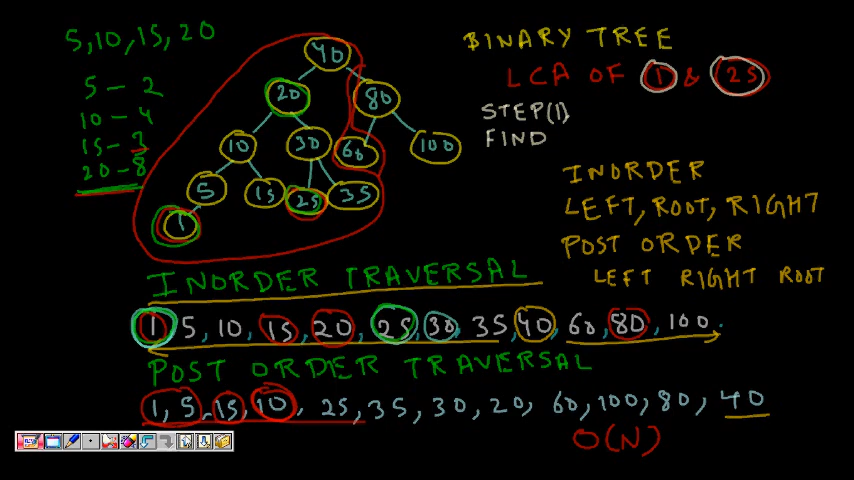 5, 10, 15, 20
5 - 2
10 - 4
15 - 3
20 - 8
40
20
80
10
30
60
100
5
15
25
35
1
BINARY TREE
LCA OF 1 & 25
STEP(1)
FIND
INORDER
LEFT, ROOT, RIGHT
POST ORDER
LEFT RIGHT ROOT
INORDER TRAVERSAL
1 5, 10, 15, 20, 25, 30, 35, 40, 60, 80, 100.
POST ORDER TRAVERSAL
1, 5, 15, 10, 25, 35, 30, 20, 60, 100, 80, 40
O(N)